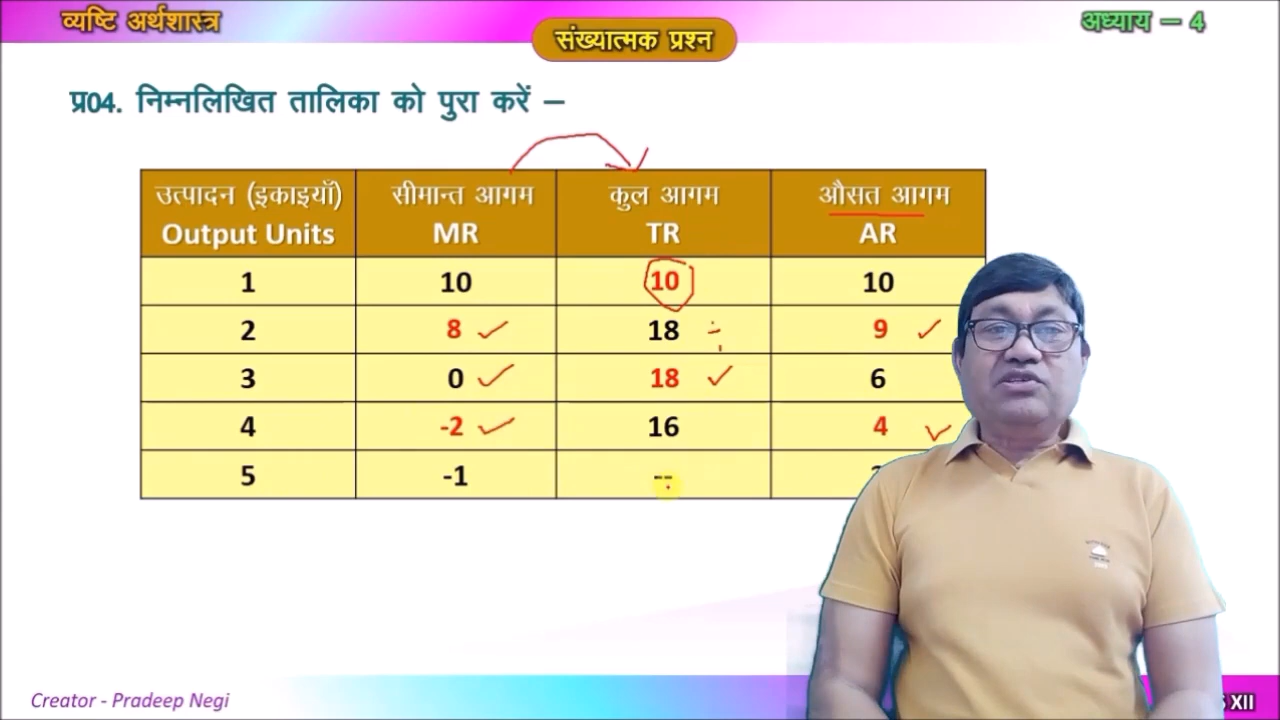 व्यष्टि अर्थशास्त्र
संख्यात्मक प्रश्न
अध्याय – 4
प्र04. निम्नलिखित तालिका को पुरा करें –
उत्पादन (इकाइयाँ) सीमान्त आगम कुल आगम औसत आगम
Output Units MR TR AR
1 10 10 10
2 8 18 9
3 0 18 6
4 -2 16 4
5 -1 --
Creator - Pradeep Negi
XII